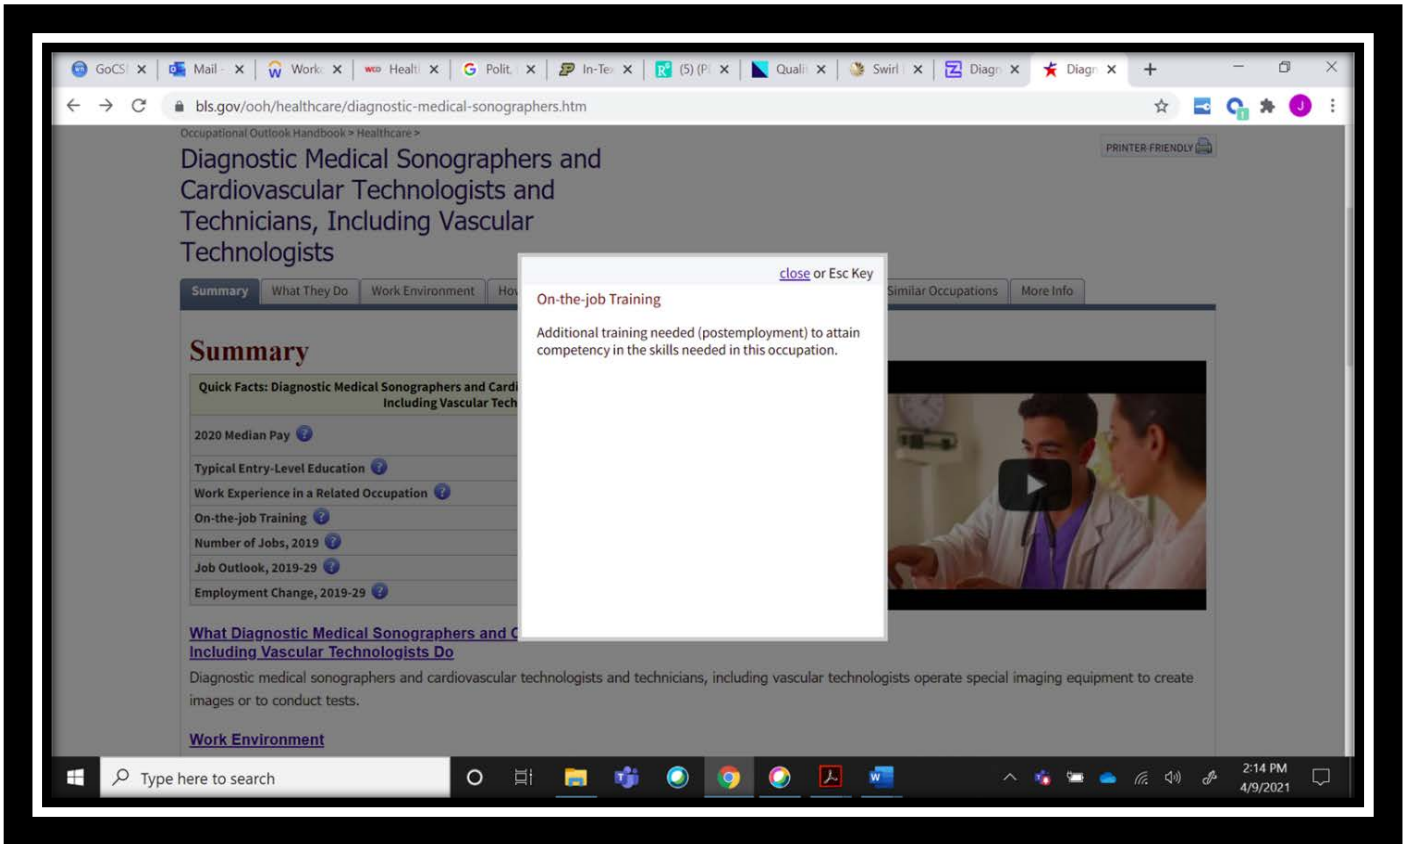 GoCS
Mail -
Work
wco Healt
Polit.
In-Te
(5) (P
Quali
Swirl
Diagn
Diagn
bls.gov/ooh/healthcare/diagnostic-medical-sonographers.htm
J
Occupational Outlook Handbook > Healthcare >
PRINTER-FRIENDLY
Diagnostic Medical Sonographers and
Cardiovascular Technologists and
Technicians, Including Vascular
Technologists
close or Esc Key
Summary What They Do Work Environment How Similar Occupations More Info
On-the-job Training
Additional training needed (postemployment) to attain
competency in the skills needed in this occupation.
Summary
Quick Facts: Diagnostic Medical Sonographers and Cardi
Including Vascular Tech
2020 Median Pay ?
Typical Entry-Level Education ?
Work Experience in a Related Occupation ?
On-the-job Training ?
Number of Jobs, 2019 ?
Job Outlook, 2019-29 ?
Employment Change, 2019-29 ?
What Diagnostic Medical Sonographers and C
Including Vascular Technologists Do
Diagnostic medical sonographers and cardiovascular technologists and technicians, including vascular technologists operate special imaging equipment to create
images or to conduct tests.
Work Environment
Type here to search
2:14 PM
4/9/2021